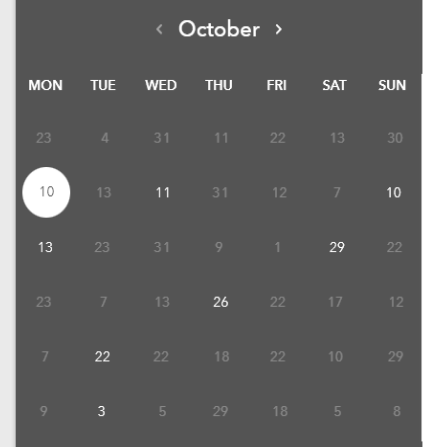 ‹ October ›
MON TUE WED THU FRI SAT SUN
23 4 31 11 22 13 30
10 13 11 31 12 7 10
13 23 31 9 1 29 22
23 7 13 26 22 17 12
7 22 22 18 22 10 29
9 3 5 29 18 5 8